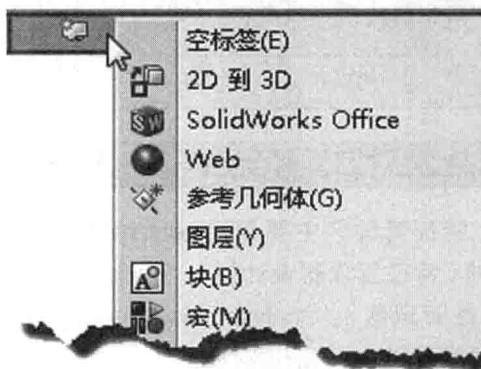 空标签(E)
2D 到 3D
SolidWorks Office
Web
参考几何体(G)
图层(Y)
块(B)
宏(M)